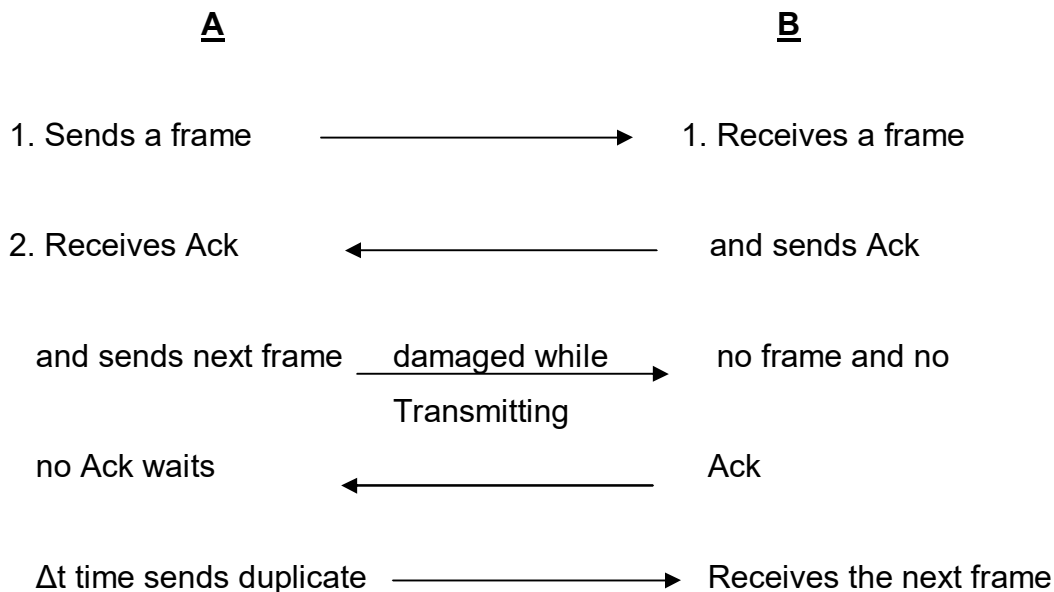 A B
1. Sends a frame 1. Receives a frame
2. Receives Ack and sends Ack
and sends next frame damaged while no frame and no
Transmitting
no Ack waits Ack
Δt time sends duplicate Receives the next frame